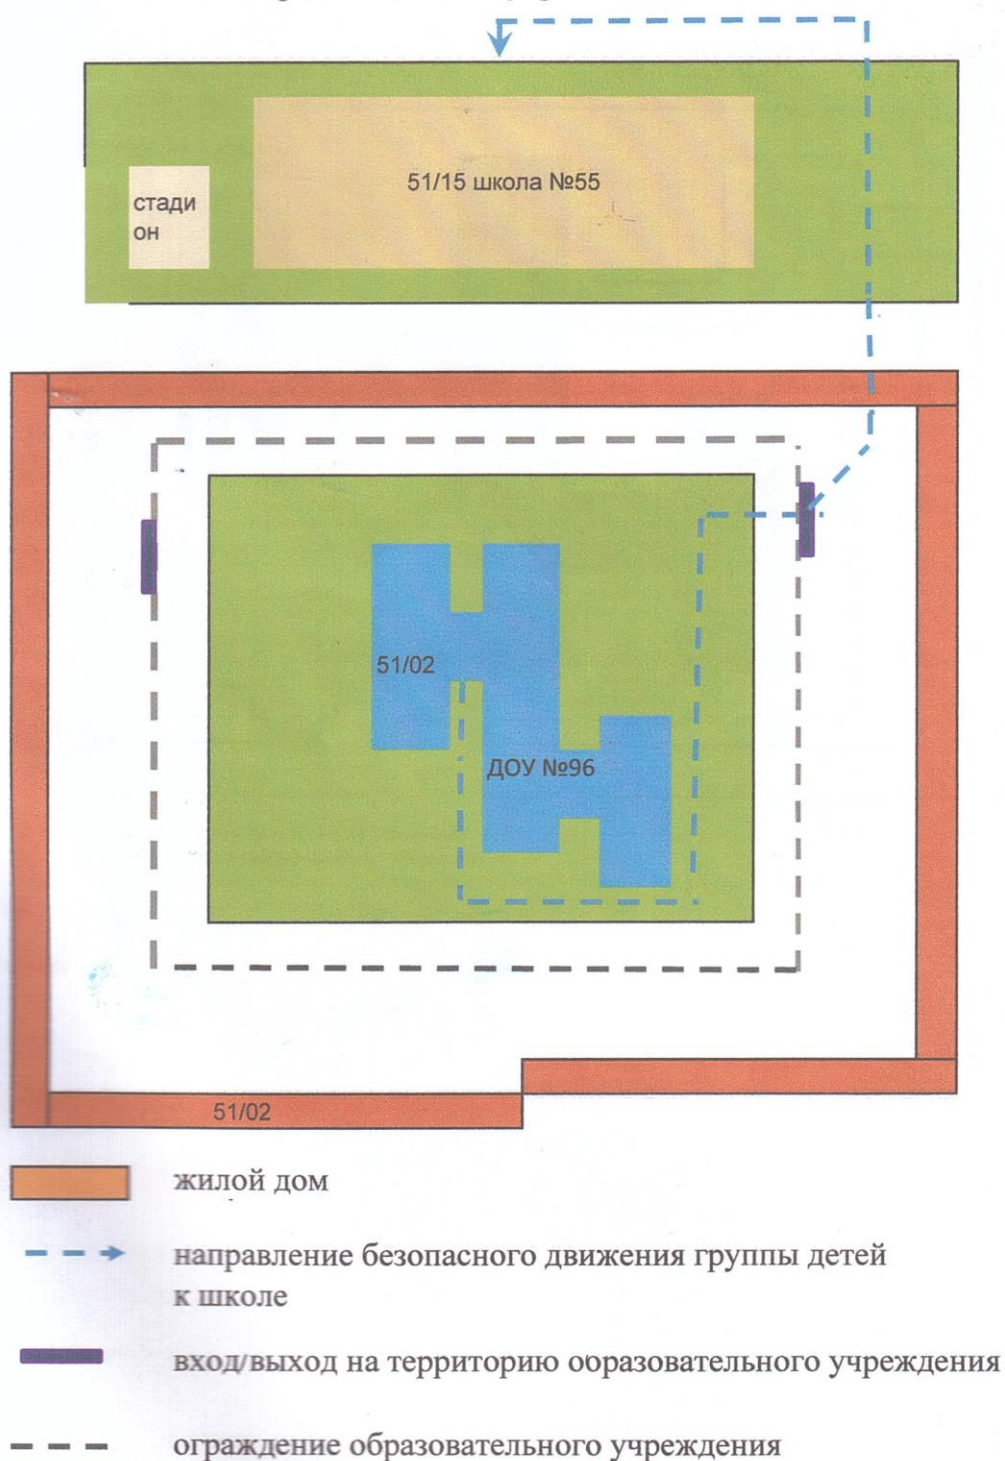 51/15 школа №55
стади
он
51/02
ДОУ №96
51/02
жилой дом
направление безопасного движения группы детей
к школе
вход/выход на территорию образовательного учреждения
ограждение образовательного учреждения